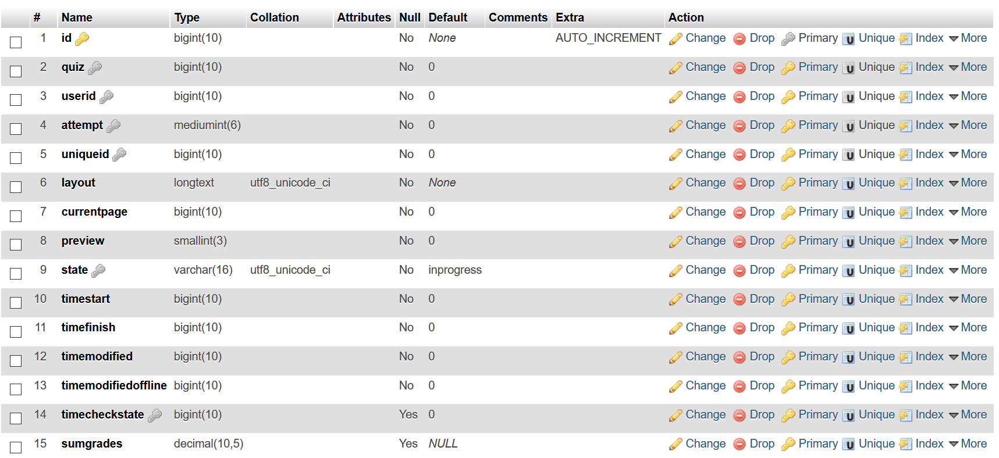 # Name Type Collation Attributes Null Default Comments Extra Action
1 id bigint(10) No None AUTO_INCREMENT Change Drop Primary Unique Index More
2 quiz bigint(10) No 0 Change Drop Primary Unique Index More
3 userid bigint(10) No 0 Change Drop Primary Unique Index More
4 attempt mediumint(6) No 0 Change Drop Primary Unique Index More
5 uniqueid bigint(10) No 0 Change Drop Primary Unique Index More
6 layout longtext utf8_unicode_ci No None Change Drop Primary Unique Index More
7 currentpage bigint(10) No 0 Change Drop Primary Unique Index More
8 preview smallint(3) No 0 Change Drop Primary Unique Index More
9 state varchar(16) utf8_unicode_ci No inprogress Change Drop Primary Unique Index More
10 timestart bigint(10) No 0 Change Drop Primary Unique Index More
11 timefinish bigint(10) No 0 Change Drop Primary Unique Index More
12 timemodified bigint(10) No 0 Change Drop Primary Unique Index More
13 timemodifiedoffline bigint(10) No 0 Change Drop Primary Unique Index More
14 timecheckstate bigint(10) Yes 0 Change Drop Primary Unique Index More
15 sumgrades decimal(10,5) Yes NULL Change Drop Primary Unique Index More